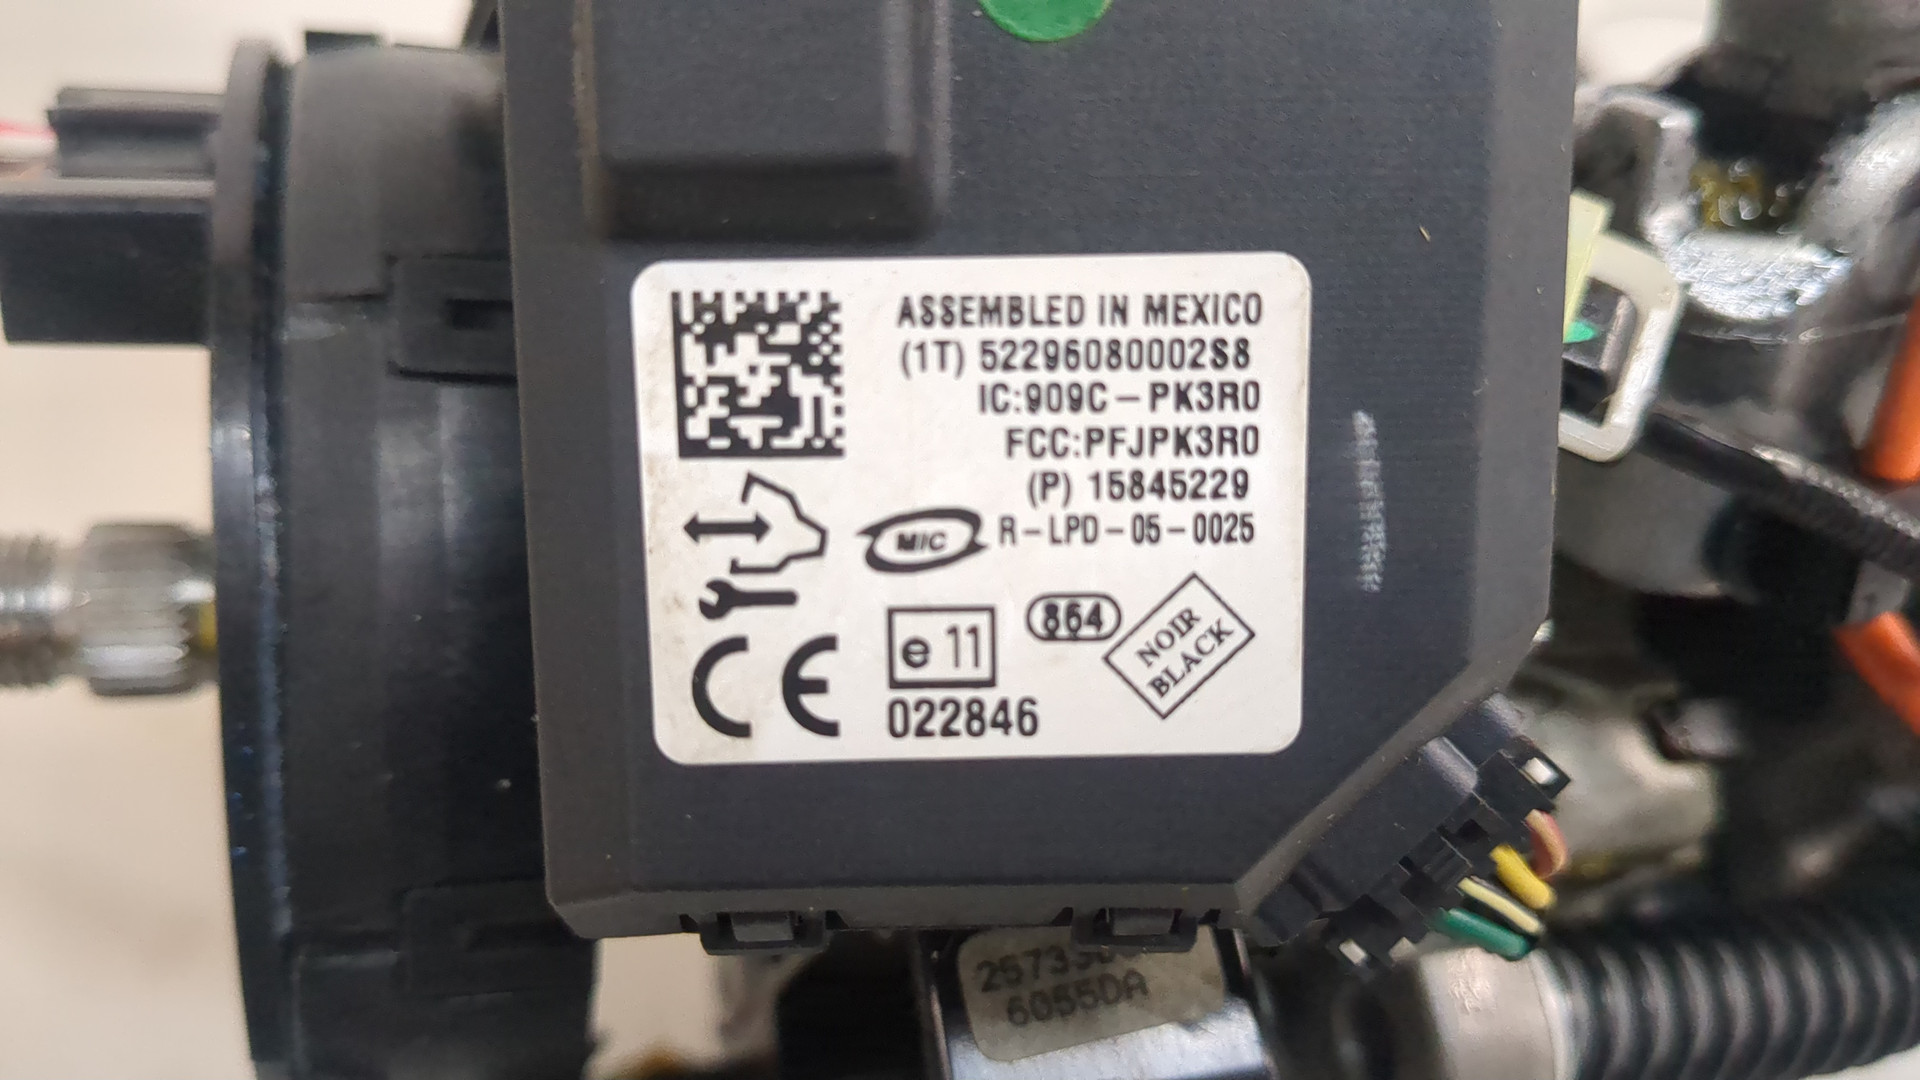 ASSEMBLED IN MEXICO
(1T) 52296080002S8
IC:909C-PK3R0
FCC:PFJPK3R0
(P) 15845229
MIC R-LPD-05-0025
CE
e 11
022846
864
NOIR
BLACK
6055DA